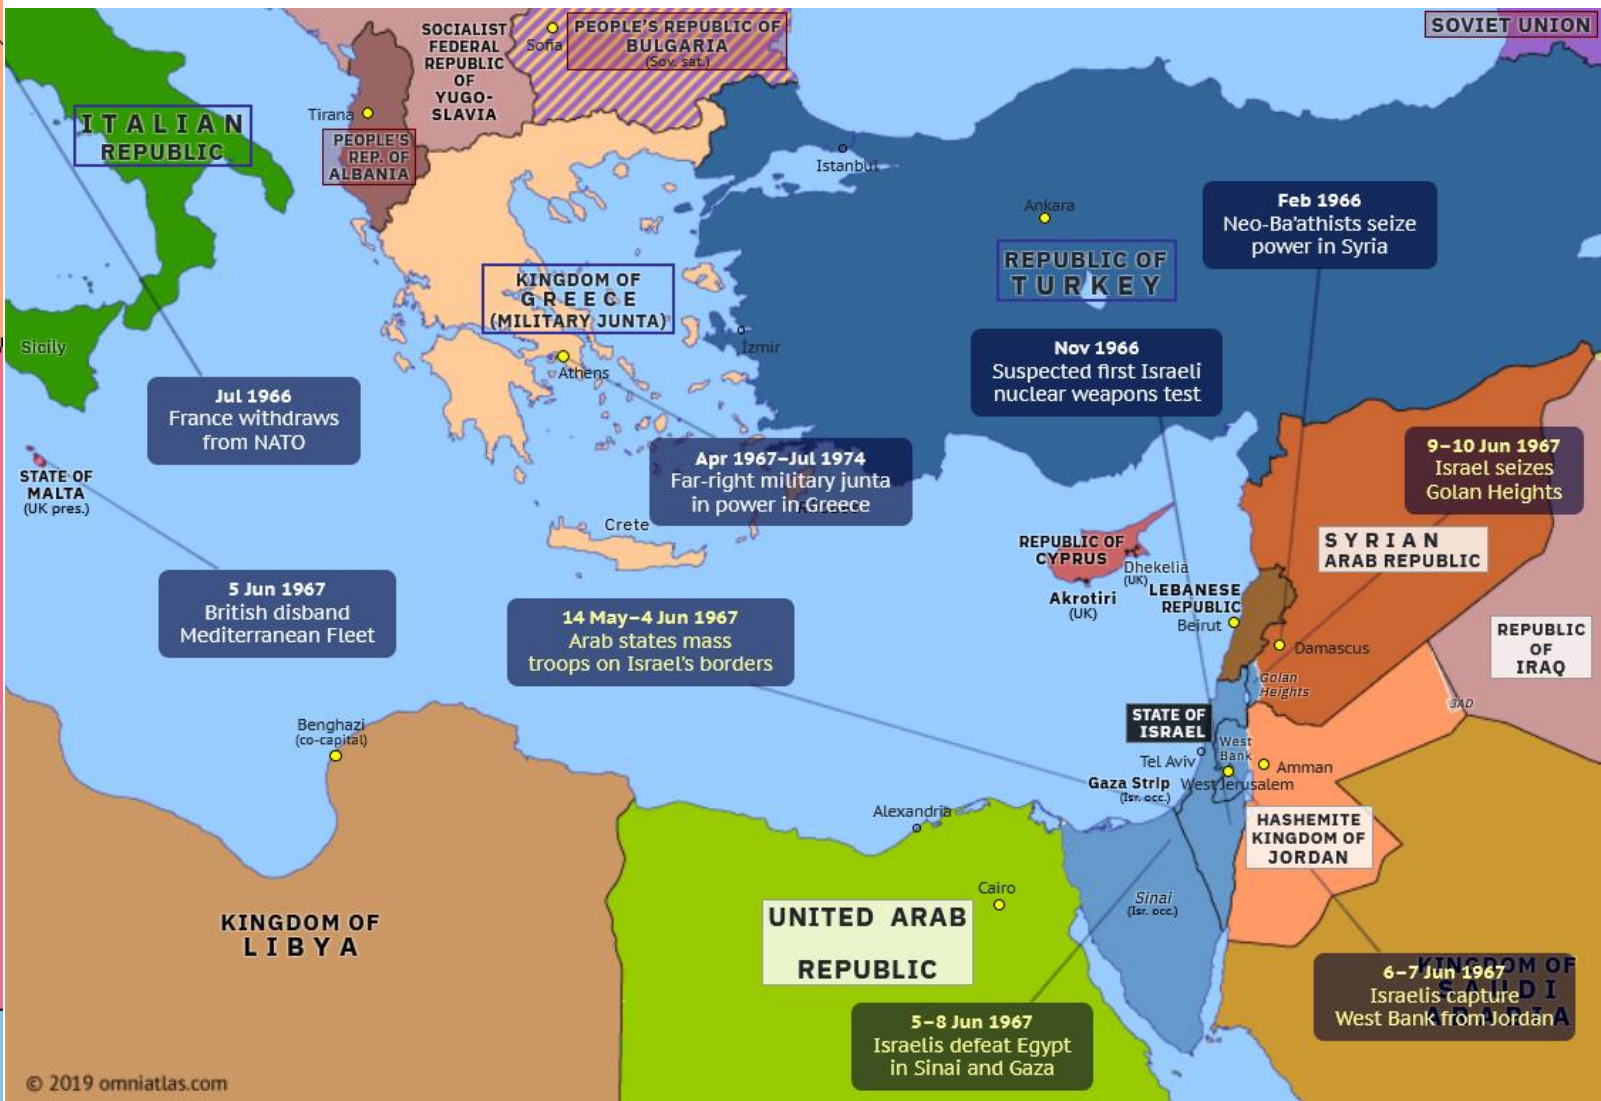 SOCIALIST
FEDERAL
REPUBLIC
OF
YUGO-
SLAVIA
Sofia
PEOPLE'S REPUBLIC OF
BULGARIA
(Sov. sat.)
SOVIET UNION
ITALIAN
REPUBLIC
Tirana
PEOPLE'S
REP. OF
ALBANIA
Istanbul
Ankara
REPUBLIC OF
TURKEY
Feb 1966
Neo-Ba'athists seize
power in Syria
KINGDOM OF
GREECE
(MILITARY JUNTA)
Athens
İzmir
Sicily
Nov 1966
Suspected first Israeli
nuclear weapons test
Jul 1966
France withdraws
from NATO
STATE OF
MALTA
(UK pres.)
Apr 1967–Jul 1974
Far-right military junta
in power in Greece
9–10 Jun 1967
Israel seizes
Golan Heights
Crete
REPUBLIC OF
CYPRUS
Dhekelia
(UK)
Akrotiri
(UK)
SYRIAN
ARAB REPUBLIC
LEBANESE
REPUBLIC
Beirut
Damascus
Golan
Heights
REPUBLIC
OF
IRAQ
5 Jun 1967
British disband
Mediterranean Fleet
14 May–4 Jun 1967
Arab states mass
troops on Israel's borders
3AD
Benghazi
(co-capital)
STATE OF
ISRAEL
West
Bank
Tel Aviv
Amman
Gaza Strip
(Isr. occ.)
West Jerusalem
Alexandria
HASHEMITE
KINGDOM OF
JORDAN
Cairo
Sinai
(Isr. occ.)
KINGDOM OF
LIBYA
UNITED ARAB
REPUBLIC
KINGDOM OF
SAUDI
ARABIA
6–7 Jun 1967
Israelis capture
West Bank from Jordan
5–8 Jun 1967
Israelis defeat Egypt
in Sinai and Gaza
© 2019 omniatlas.com